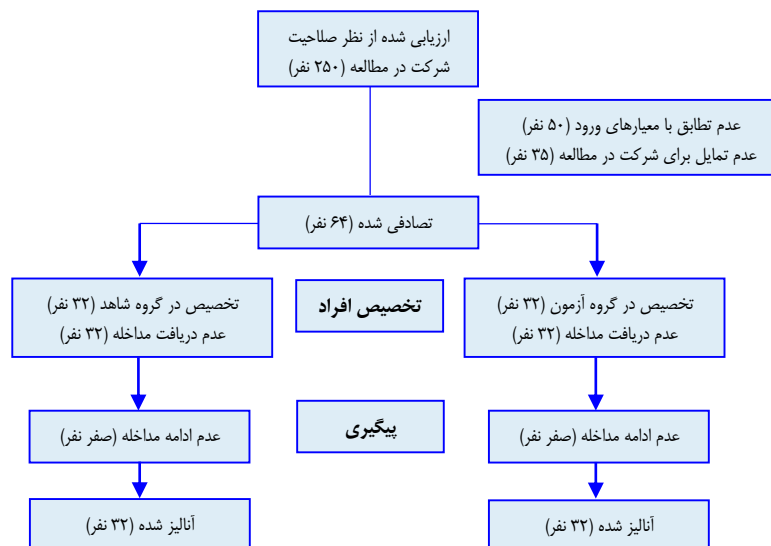 ارزیابی شده از نظر صلاحیت
شرکت در مطالعه (۲۵۰ نفر)
عدم تطابق با معیارهای ورود (۵۰ نفر)
عدم تمایل برای شرکت در مطالعه (۳۵ نفر)
تصادفی شده (۶۴ نفر)
تخصیص در گروه آزمون (۳۲ نفر)
عدم دریافت مداخله (۳۲ نفر)
تخصیص افراد
تخصیص در گروه شاهد (۳۲ نفر)
عدم دریافت مداخله (۳۲ نفر)
عدم ادامه مداخله (صفر نفر)
پیگیری
عدم ادامه مداخله (صفر نفر)
آنالیز شده (۳۲ نفر)
آنالیز شده (۳۲ نفر)